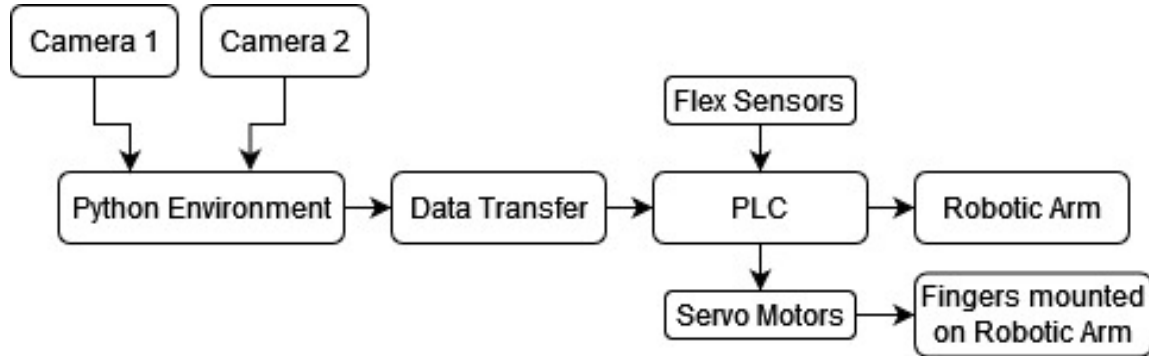 Camera 1
Camera 2
Flex Sensors
Python Environment
Data Transfer
PLC
Robotic Arm
Servo Motors
Fingers mounted
on Robotic Arm